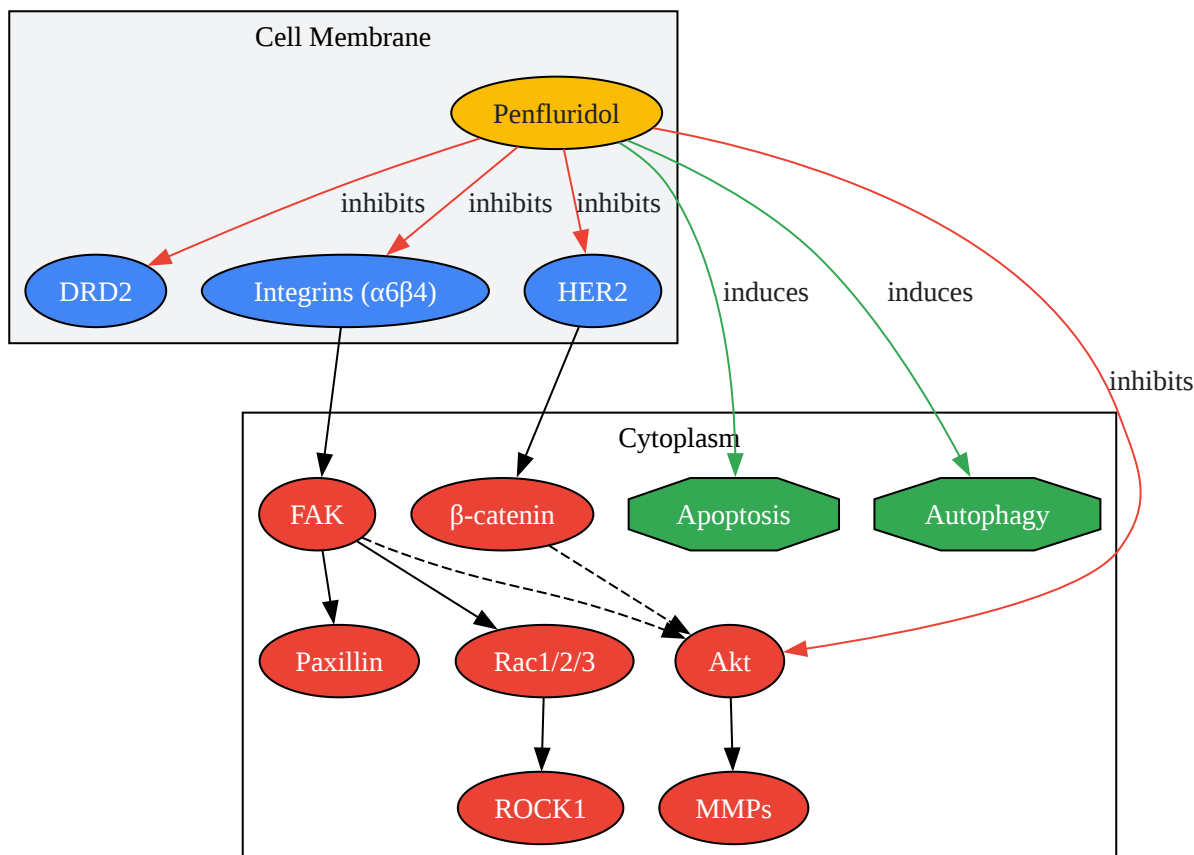 Cell Membrane
Penfluridol
inhibits
inhibits
inhibits
DRD2
Integrins (α6β4)
HER2
induces
induces
inhibits
Cytoplasm
FAK
β-catenin
Apoptosis
Autophagy
Paxillin
Rac1/2/3
Akt
ROCK1
MMPs